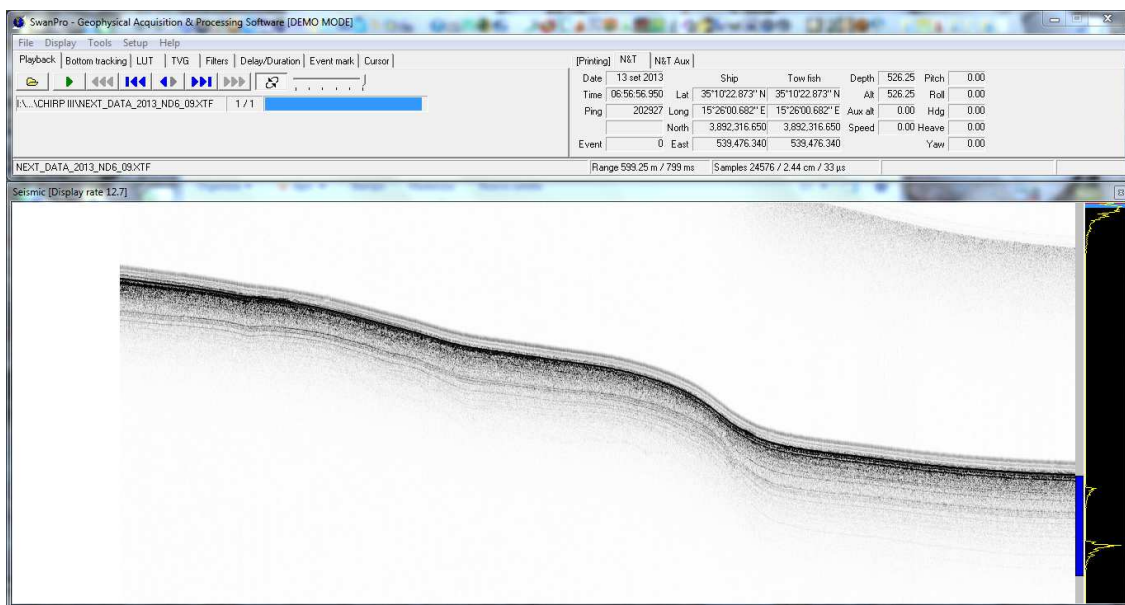 SwanPro - Geophysical Acquisition & Processing Software [DEMO MODE]
File Display Tools Setup Help
Playback Bottom tracking LUT TVG Filters Delay/Duration Event mark Cursor
I:\...\CHIRP III\NEXT_DATA_2013_ND6_09.XTF 1 / 1
[Printing] N&T N&T Aux
Date 13 set 2013 Ship Tow fish Depth 526.25 Pitch 0.00
Time 06:56:56.950 Lat 35°10'22.873" N 35°10'22.873" N Alt 526.25 Roll 0.00
Ping 202927 Long 15°26'00.682" E 15°26'00.682" E Aux alt 0.00 Hdg 0.00
North 3,892,316.650 3,892,316.650 Speed 0.00 Heave 0.00
Event 0 East 539,476.340 539,476.340 Yaw 0.00
NEXT_DATA_2013_ND6_09.XTF Range 599.25 m / 799 ms Samples 24576 / 2.44 cm / 33 µs
Seismic [Display rate 12.7]